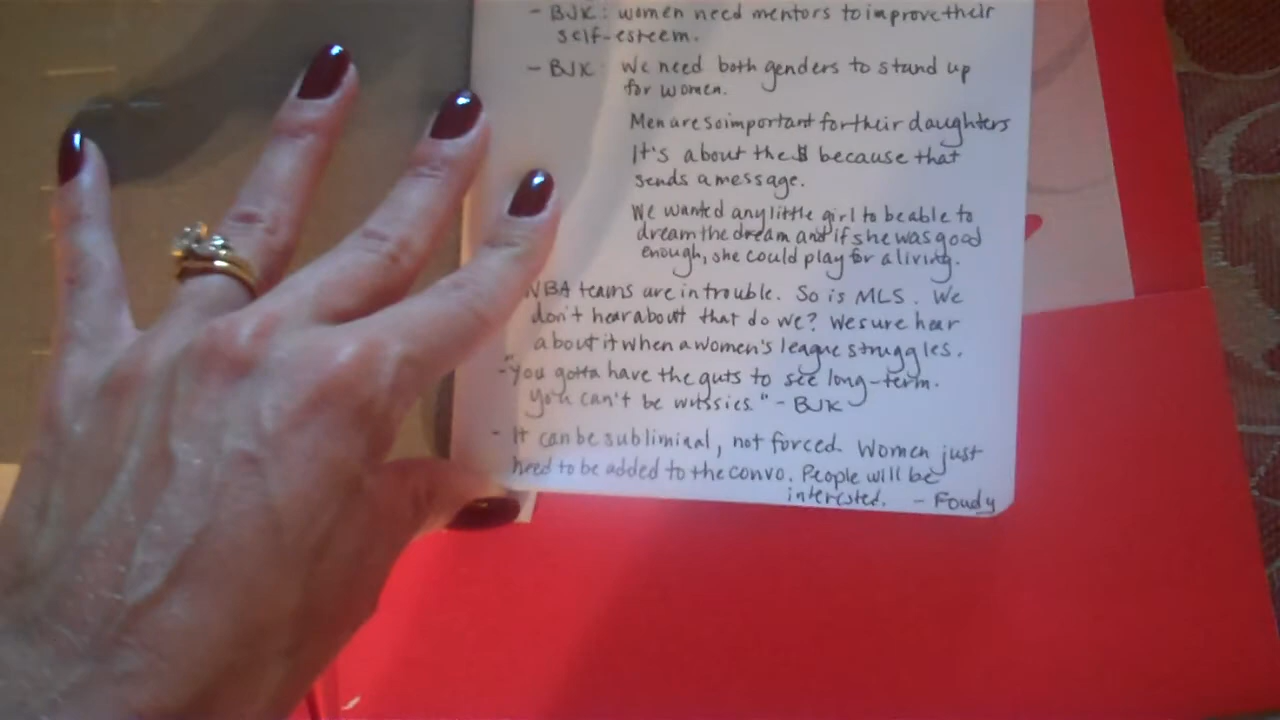 - BJK: women need mentors to improve their
self-esteem.
- BJK: We need both genders to stand up
for women.
Men are so important for their daughters
It's about the $ because that
sends a message.
We wanted any little girl to be able to
dream the dream and if she was good
enough, she could play for a living.
NBA teams are in trouble. So is MLS. We
don't hear about that do we? We sure hear
about it when a women's league struggles.
- "You gotta have the guts to see long-term.
You can't be wussies." - BJK
- It can be subliminal, not forced. Women just
need to be added to the convo. People will be
interested. - Foudy